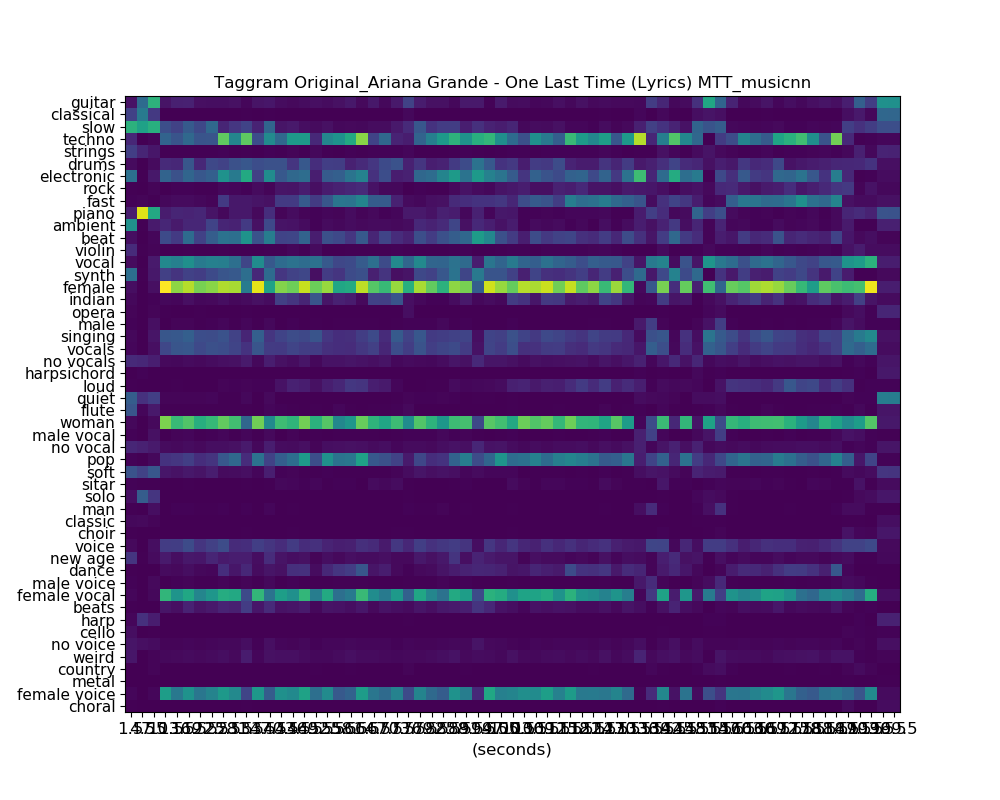 Taggram Original_Ariana Grande - One Last Time (Lyrics) MTT_musicnn
guitar
classical
slow
techno
strings
drums
electronic
rock
fast
piano
ambient
beat
violin
vocal
synth
female
indian
opera
male
singing
vocals
no vocals
harpsichord
loud
quiet
flute
woman
male vocal
no vocal
pop
soft
sitar
solo
man
classic
choir
voice
new age
dance
male voice
female vocal
beats
harp
cello
no voice
weird
country
metal
female voice
choral
(seconds)